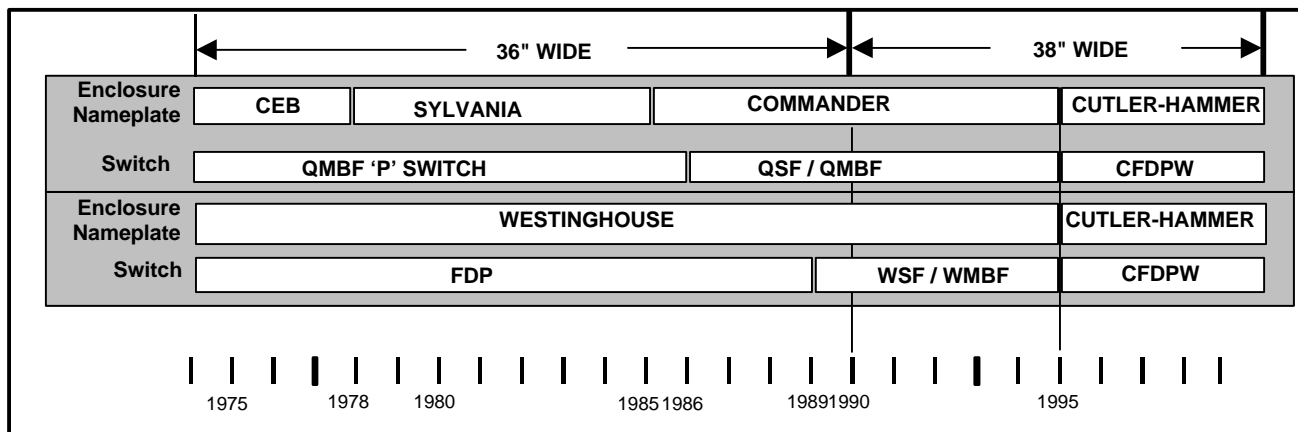 36" WIDE
38" WIDE
Enclosure
Nameplate
CEB
SYLVANIA
COMMANDER
CUTLER-HAMMER
Switch
QMBF ‘P’ SWITCH
QSF / QMBF
CFDPW
Enclosure
Nameplate
WESTINGHOUSE
CUTLER-HAMMER
Switch
FDP
WSF / WMBF
CFDPW
1975
1978
1980
1985
1986
1989
1990
1995